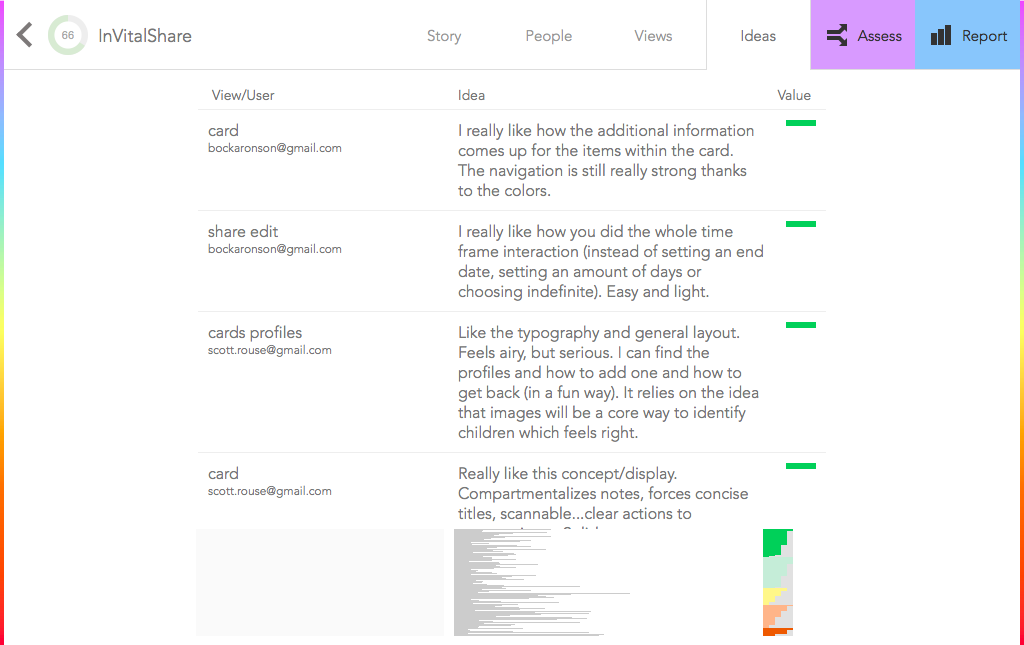 66 InVitalShare Story People Views Ideas Assess Report
View/User Idea Value
card
bockaronson@gmail.com
I really like how the additional information
comes up for the items within the card.
The navigation is still really strong thanks
to the colors.
share edit
bockaronson@gmail.com
I really like how you did the whole time
frame interaction (instead of setting an end
date, setting an amount of days or
choosing indefinite). Easy and light.
cards profiles
scott.rouse@gmail.com
Like the typography and general layout.
Feels airy, but serious. I can find the
profiles and how to add one and how to
get back (in a fun way). It relies on the idea
that images will be a core way to identify
children which feels right.
card
scott.rouse@gmail.com
Really like this concept/display.
Compartmentalizes notes, forces concise
titles, scannable...clear actions to